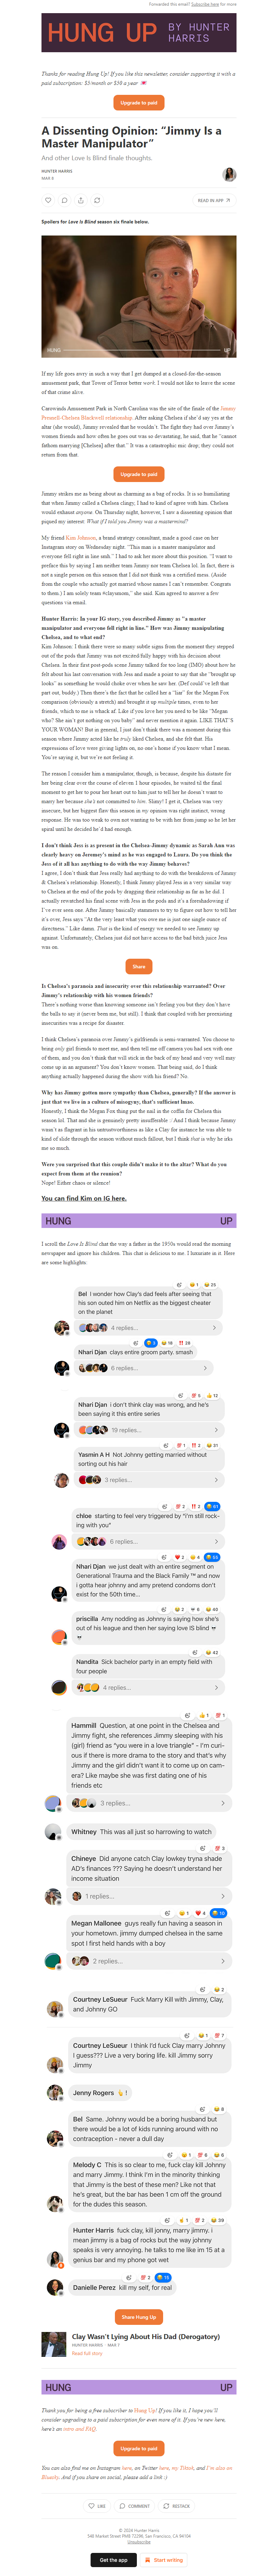 Forwarded this email? Subscribe here for more
HUNG UP BY HUNTER
HARRIS
Thanks for reading Hung Up! If you like this newsletter, consider supporting it with a
paid subscription: $5/month or $36 a year 💌
Upgrade to paid
A Dissenting Opinion: “Jimmy Is a
Master Manipulator”
And other Love Is Blind finale thoughts.
HUNTER HARRIS
MAR 8
READ IN APP
Spoilers for Love Is Blind season six finale below.
HUNG UP
If my life goes awry in such a way that I get dumped at a closed-for-the-season
amusement park, that Tower of Terror better work. I would not like to leave the scene
of that crime alive.
Carowinds Amusement Park in North Carolina was the site of the finale of the Jimmy
Presnell-Chelsea Blackwell relationship. After asking Chelsea if she'd say yes at the
altar (she would), Jimmy revealed that he wouldn't. The fight they had over Jimmy's
women friends and how often he goes out was so devastating, he said, that he “cannot
fathom marrying [Chelsea] after that.” It was a catastrophic mic drop; they could not
return from that.
Upgrade to paid
Jimmy strikes me as being about as charming as a bag of rocks. It is so humiliating
that when Jimmy called a Chelsea clingy, I had to kind of agree with him. Chelsea
would exhaust anyone. On Thursday night, however, I saw a dissenting opinion that
piqued my interest: What if I told you Jimmy was a mastermind?
My friend Kim Johnson, a brand strategy consultant, made a good case on her
Instagram story on Wednesday night: “This man is a master manipulator and
everyone fell right in line.” I had to ask her more about this position. “I want to
preface this by saying I am neither team Jimmy nor team Chelsea lol. In fact, there is
not a single person on this season that I did not think was a certified mess. (Aside
from the couple who actually got married whose names I can't remember. Congrats
to them.) I am solely team #claysmom,” she said. Kim agreed to answer a few
questions via email.
Hunter Harris: In your IG story, you described Jimmy as "a master
manipulator and everyone fell right in line." How was Jimmy manipulating
Chelsea, and to what end?
Kim Johnson: I think there were so many subtle signs from the moment they stepped
out of the pods that Jimmy was not excited/fully happy with his decision about
Chelsea. In their first post-pods scene Jimmy blurted out something (IMO) about how
he felt about his last conversation with Jess and made a point to say that she “brought up
looks” as something he would choke over when he saw her. (Def could've left that
part out, buddy.) Then there's the fact that he called her a “liar” for the Megan Fox
comparison (obviously a stretch) and brought it up multiple times, even to her
friends, which to me is whack af. Like if you love her you need to be like “Megan
who? She ain't got nothing on you baby” and never mention it again. LIKE THAT'S
YOUR WOMAN! But in general, I just don't think there was a moment during this
season where Jimmy acted like he truly liked Chelsea, and she felt that. His
expressions of love were giving lights on, no one's home if you know what I mean.
You're saying it, but we're not feeling it.
The reason I consider him a manipulator, though, is because, despite his distaste for
her being clear over the course of their 1 hour engagement, he always managed to
get her to pour more of herself into him just to tell her he doesn't want to
marry her because she's not committed to him. Shiesty! I get it, Chelsea was very
insecure, but her biggest flaw in my opinion was her right instinct, wrong
response. He was too weak to own not wanting to be with her from jump so he let her
spiral until he decided he'd had enough.
I don't think Jess is as present in the Chelsea-Jimmy dynamic as Sarah Ann was
clearly heavy on Jeremy's mind as he was engaged to Laura. Do you think the
Jess of it all has anything to do with the way Jimmy behaves?
I agree, I don't think that Jess really had anything to do with the breakdown of Jimmy
& Chelsea's relationship. Honestly, I think Jimmy played Jess in a very similar way
to Chelsea at the end of the pods by dragging their relationship as far as he did. I
actually rewatched his final scene with Jess in the pods and it's a foreshadowing if
I've ever seen one. After Jimmy basically stammers to try to figure out how to tell her
it's over, Jess says “At the very least what you owe me is just one single ounce of
directness.” Like damn. That is the kind of energy we needed to see Jimmy up
against. Unfortunately, Chelsea just did not have access to the bad bitch juice Jess
was on.
Share
Is Chelsea's paranoia and insecurity over this relationship warranted? Over
Jimmy's relationship with his women friends?
There's nothing worse than knowing someone isn't feeling you but they don't have
the balls to say it (never been me, but still). I think that coupled with her long-held
insecurities was a recipe for disaster.
I think Chelsea's paranoia over Jimmy's girlfriends is semi-warranted. You choose to
be only girl friends to meet me, and then tell me off camera you went with one
of them, and you don't think that will stick in the back of my head and very well may
come up in an argument? You don't know women. That being said, do I think
anything actually happened during the show with his friend? No.
Why has Jimmy gotten more sympathy than Chelsea, generally? If the answer is
just that we live in a culture of misogyny, that's sufficient lmao.
Honestly, I think the Megan Fox thing put the nail in the coffin for Chelsea this
season lol. That and she is genuinely pretty insufferable :/ And I think because Jimmy
wasn't as flagrant in his untrustworthiness as like a Clay for instance he was able to
kind of slide through the season without much fallout, but I think that is why he irks
me so much.
Were you surprised that this couple didn't make it to the altar? What do you
expect from them at the reunion?
Nope! Either chaos or silence!
You can find Kim on IG here.
HUNG UP
I scroll the Love Is Blind chat the way a father in the 1950s would read the morning
newspaper and ignores his children. This chat is delicious to me. I luxuriate in it. Here
are some highlights:
😂 1 😂 25
Bel I wonder how Clay's dad feels after seeing that
his son outed him on Netflix as the biggest cheater
on the planet
4 replies...
18 ‼️ 28
Nhari Djan clays entire groom party. smash
6 replies...
💯 5 👍 12
Nhari Djan i don't think clay was wrong, and he's
been saying it this entire series
19 replies...
💯 1 ‼️ 2 😂 31
Yasmin A H Not Johnny getting married without
sorting out his hair
3 replies...
💯 2 ‼️ 2 😂 61
chloe starting to feel very triggered by “i'm still rock-
ing with you”
6 replies...
❤️ 2 😂 4 😂 55
Nhari Djan we just dealt with an entire segment on
Generational Trauma and the Black Family ™ and now
i gotta hear johnny and amy pretend condoms don't
exist for the 50th time...
😂 2 💀 6 😂 40
priscilla Amy nodding as Johnny is saying how she's
out of his league and then her saying love IS blind 💀
💀
😂 42
Nandita Sick bachelor party in an empty field with
four people
4 replies...
👍 1 💯 1
Hammill Question, at one point in the Chelsea and
Jimmy fight, she references Jimmy sleeping with his
(girl) friend as “you were in a love triangle” - I'm curi-
ous if there is more drama to the story and that's why
Jimmy and the girl didn't want it to come up on cam-
era? Like maybe she was first dating one of his
friends etc
3 replies...
Whitney This was all just so harrowing to watch
💯 3
Chineye Did anyone catch Clay lowkey tryna shade
AD's finances ??? Saying he doesn't understand her
income situation
1 replies...
😂 1 ❤️ 4 😂 10
Megan Mallonee guys really fun having a season in
your hometown. jimmy dumped chelsea in the same
spot I first held hands with a boy
2 replies...
😂 2
Courtney LeSueur Fuck Marry Kill with Jimmy, Clay,
and Johnny GO
😂 1 💯 7
Courtney LeSueur I think I'd fuck Clay marry Johnny
I guess??? Live a very boring life. kill Jimmy sorry
Jimmy
Jenny Rogers 👆 !
😂 8
Bel Same. Johnny would be a boring husband but
there would be a lot of kids running around with no
contraception - never a dull day
😂 1 💯 6 😂 6
Melody C This is so clear to me, fuck clay kill Johnny
and marry Jimmy. I think I'm in the minority thinking
that Jimmy is the best of these men? Like not that
he's great, but the bar has been 1 cm off the ground
for the dudes this season.
1 💯 2 😂 39
Hunter Harris fuck clay, kill jonny, marry jimmy. i
mean jimmy is a bag of rocks but the way johnny
speaks is very annoying. he talks to me like im 15 at a
genius bar and my phone got wet
💯 2 😂 11
Danielle Perez kill my self, for real
Share Hung Up
Clay Wasn't Lying About His Dad (Derogatory)
HUNTER HARRIS · MAR 7
Read full story
HUNG UP
Thank you for being a free subscriber to Hung Up! If you like it, I hope you'll
consider upgrading to a paid subscription for even more of it. If you're new here,
here's an intro and FAQ.
Upgrade to paid
You can also find me on Instagram here, on Twitter here, my Tiktok, and I'm also on
Bluesky. And if you share on social, please add a link :)
LIKE COMMENT RESTACK
© 2024 Hunter Harris
548 Market Street PMB 72296, San Francisco, CA 94104
Unsubscribe
Get the app Start writing